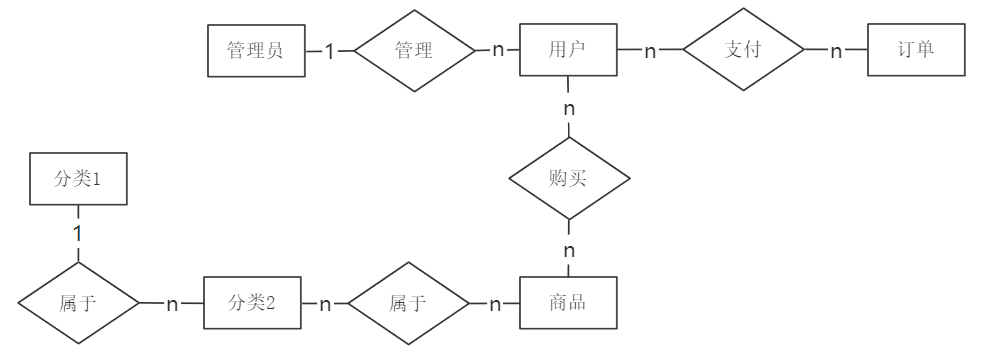 管理员 1 管理 n 用户 n 支付 n 订单
n
分类1 购买
1 n
属于 n 分类2 n 属于 n 商品